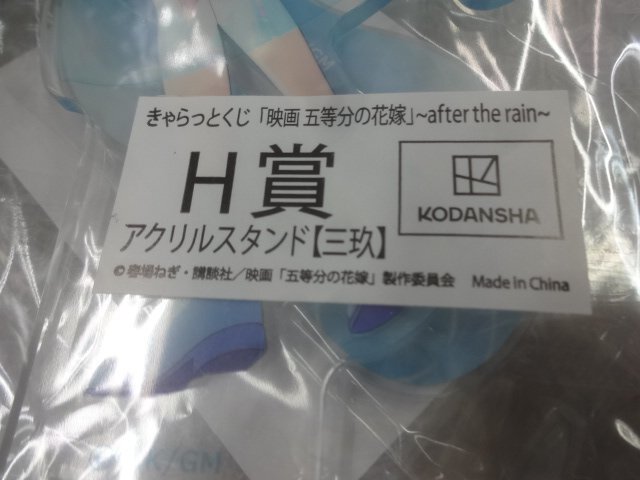 きゃらっとくじ「映画 五等分の花嫁」~after the rain~
H賞
KODANSHA
アクリルスタンド【三玖】
© 春場ねぎ・講談社／映画「五等分の花嫁」製作委員会 Made in China
K/GM